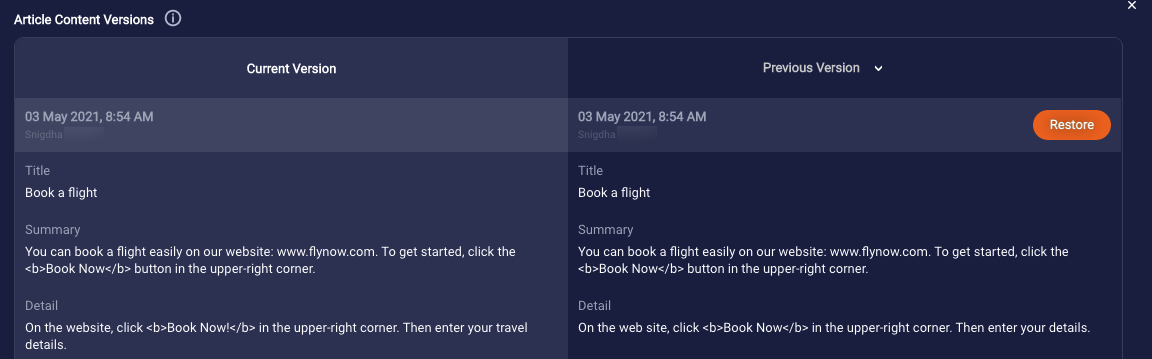 Article Content Versions
Current Version
Previous Version
03 May 2021, 8:54 AM
Snigdha
03 May 2021, 8:54 AM
Snigdha
Restore
Title
Book a flight
Title
Book a flight
Summary
You can book a flight easily on our website: www.flynow.com. To get started, click the
<b>Book Now</b> button in the upper-right corner.
Summary
You can book a flight easily on our website: www.flynow.com. To get started, click the
<b>Book Now</b> button in the upper-right corner.
Detail
On the website, click <b>Book Now!</b> in the upper-right corner. Then enter your travel
details.
Detail
On the web site, click <b>Book Now</b> in the upper-right corner. Then enter your details.